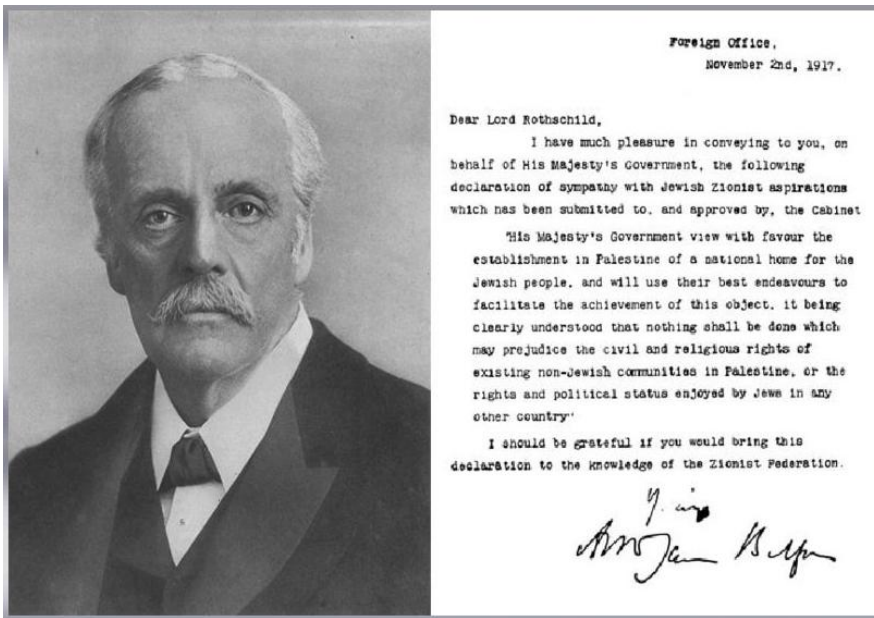 Foreign Office,
November 2nd, 1917.
Dear Lord Rothschild,
I have much pleasure in conveying to you, on
behalf of His Majesty's Government, the following
declaration of sympathy with Jewish Zionist aspirations
which has been submitted to, and approved by, the Cabinet
"His Majesty's Government view with favour the
establishment in Palestine of a national home for the
Jewish people, and will use their best endeavours to
facilitate the achievement of this object, it being
clearly understood that nothing shall be done which
may prejudice the civil and religious rights of
existing non-Jewish communities in Palestine, or the
rights and political status enjoyed by Jews in any
other country"
I should be grateful if you would bring this
declaration to the knowledge of the Zionist Federation.